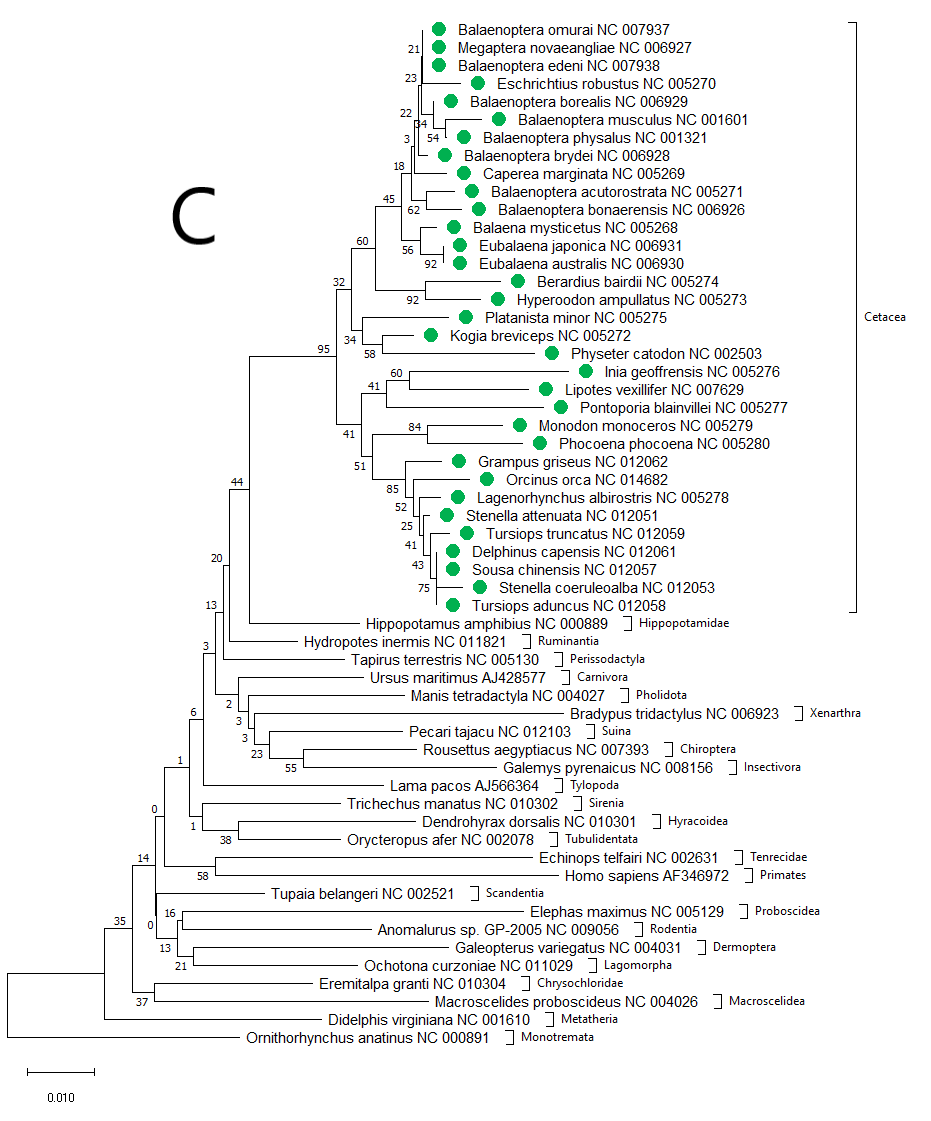 Balaenoptera omurai NC 007937
21
Megaptera novaeangliae NC 006927
Balaenoptera edeni NC 007938
23
Eschrichtius robustus NC 005270
Balaenoptera borealis NC 006929
22
Balaenoptera musculus NC 001601
34
54
Balaenoptera physalus NC 001321
3
Balaenoptera brydei NC 006928
18
Caperea marginata NC 005269
Balaenoptera acutorostrata NC 005271
45
62
Balaenoptera bonaerensis NC 006926
C
Balaena mysticetus NC 005268
60
56
Eubalaena japonica NC 006931
92
Eubalaena australis NC 006930
32
Berardius bairdii NC 005274
92
Hyperoodon ampullatus NC 005273
Platanista minor NC 005275
Cetacea
34
Kogia breviceps NC 005272
95
58
Physeter catodon NC 002503
60
Inia geoffrensis NC 005276
41
Lipotes vexillifer NC 007629
Pontoporia blainvillei NC 005277
41
84
Monodon monoceros NC 005279
Phocoena phocoena NC 005280
51
Grampus griseus NC 012062
44
85
Orcinus orca NC 014682
52
Lagenorhynchus albirostris NC 005278
25
Stenella attenuata NC 012051
41
Tursiops truncatus NC 012059
20
43
Delphinus capensis NC 012061
Sousa chinensis NC 012057
75
Stenella coeruleoalba NC 012053
13
Tursiops aduncus NC 012058
Hippopotamus amphibius NC 000889 Hippopotamidae
3
Hydropotes inermis NC 011821 Ruminantia
Tapirus terrestris NC 005130 Perissodactyla
Ursus maritimus AJ428577 Carnivora
2
Manis tetradactyla NC 004027 Pholidota
6
3
Bradypus tridactylus NC 006923 Xenarthra
3
Pecari tajacu NC 012103 Suina
23
Rousettus aegyptiacus NC 007393 Chiroptera
1
55
Galemys pyrenaicus NC 008156 Insectivora
Lama pacos AJ566364 Tylopoda
0
Trichechus manatus NC 010302 Sirenia
1
Dendrohyrax dorsalis NC 010301 Hyracoidea
38
Orycteropus afer NC 002078 Tubulidentata
14
Echinops telfairi NC 002631 Tenrecidae
58
Homo sapiens AF346972 Primates
Tupaia belangeri NC 002521 Scandentia
35
0
16
Elephas maximus NC 005129 Proboscidea
Anomalurus sp. GP-2005 NC 009056 Rodentia
13
Galeopterus variegatus NC 004031 Dermoptera
21
Ochotona curzoniae NC 011029 Lagomorpha
Eremitalpa granti NC 010304 Chrysochloridae
37
Macroscelides proboscideus NC 004026 Macroscelidea
Didelphis virginiana NC 001610 Metatheria
Ornithorhynchus anatinus NC 000891 Monotremata
0.010